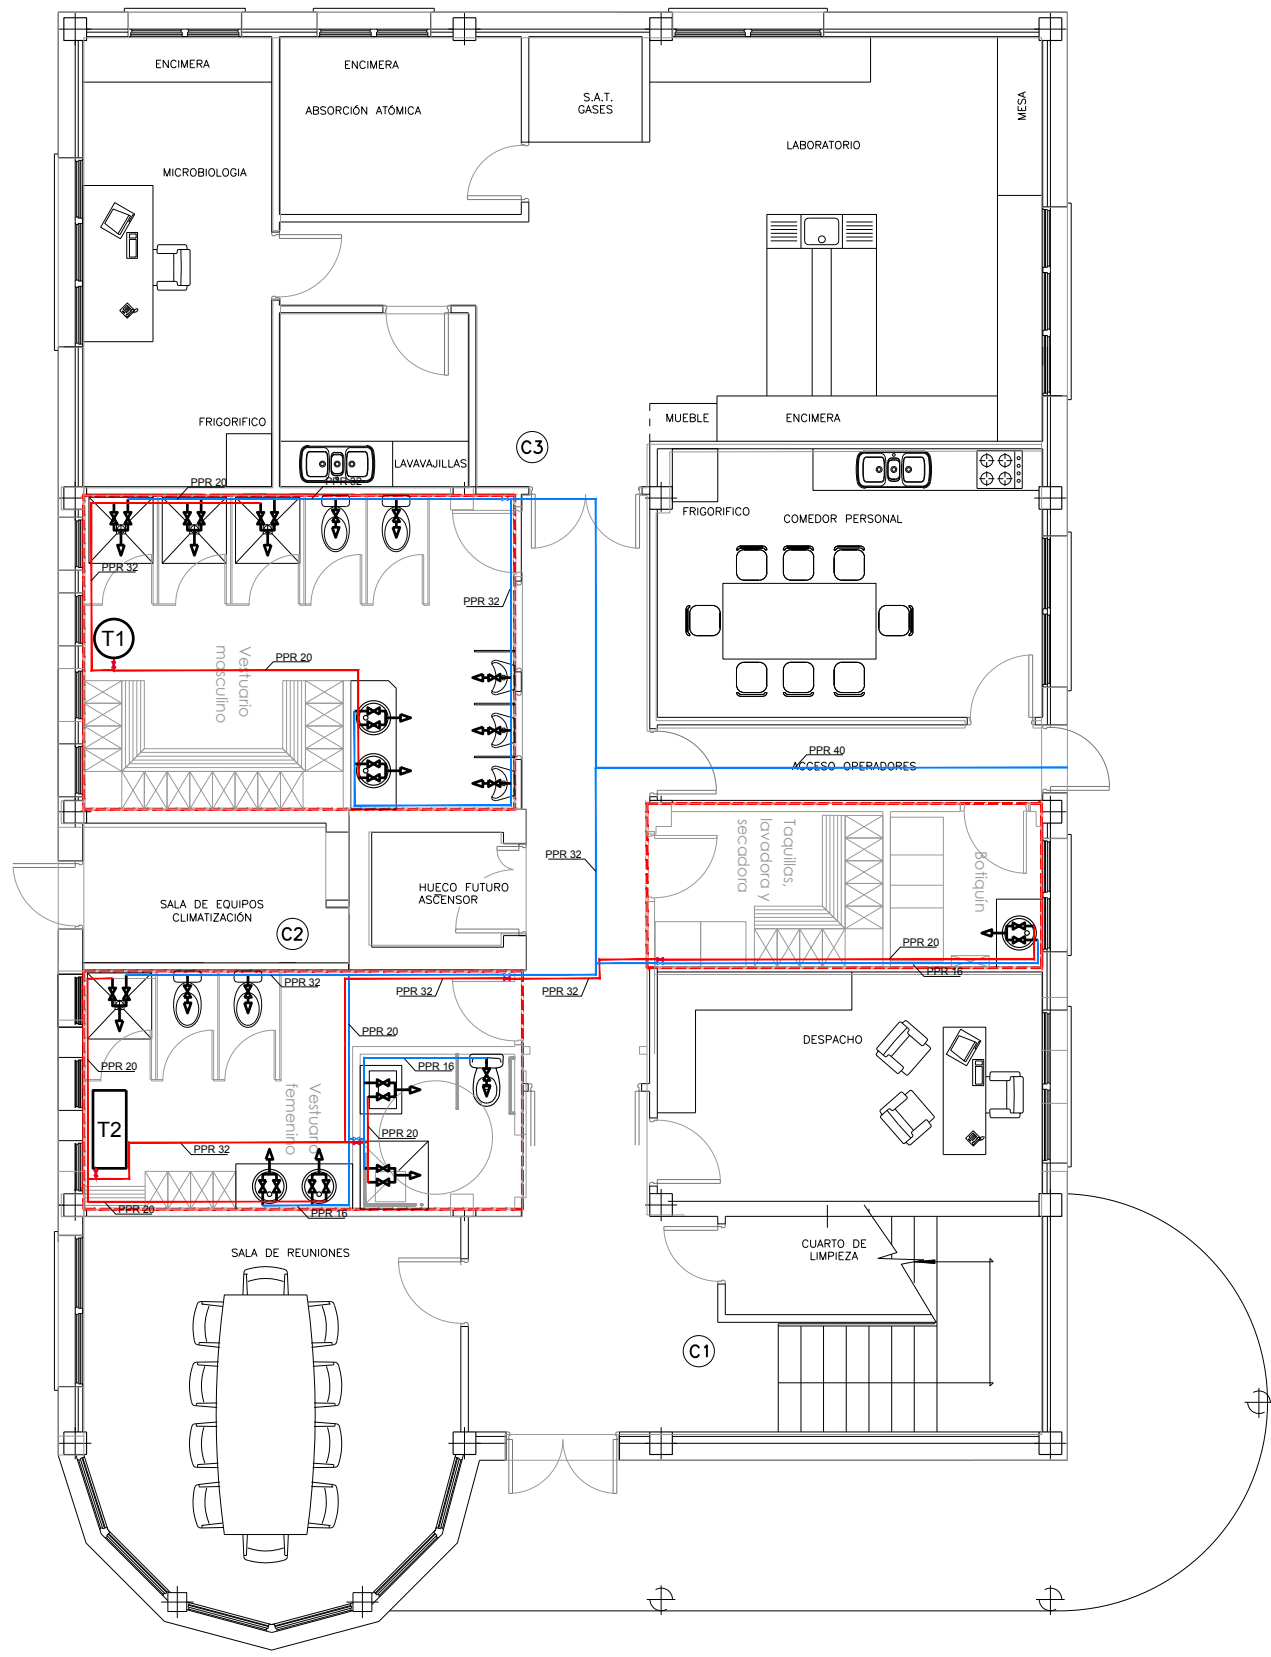 ENCIMERA
ENCIMERA
ABSORCIÓN ATÓMICA
S.A.T.
GASES
MESA
LABORATORIO
MICROBIOLOGIA
FRIGORIFICO
LAVAVAJILLAS
C3
MUEBLE
ENCIMERA
PPR 20
PPR 32
FRIGORIFICO
COMEDOR PERSONAL
PPR 32
PPR 32
T1
PPR 20
Vestuario
masculino
PPR 40
ACCESO OPERADORES
PPR 32
Taquillas,
lavadora y
secadora
Botiquín
HUECO FUTURO
ASCENSOR
SALA DE EQUIPOS
CLIMATIZACIÓN
C2
PPR 20
PPR 16
PPR 32
PPR 32
PPR 32
PPR 20
DESPACHO
PPR 20
PPR 16
Vestuario
femenino
T2
PPR 20
PPR 32
PPR 20
PPR 16
SALA DE REUNIONES
CUARTO DE
LIMPIEZA
C1